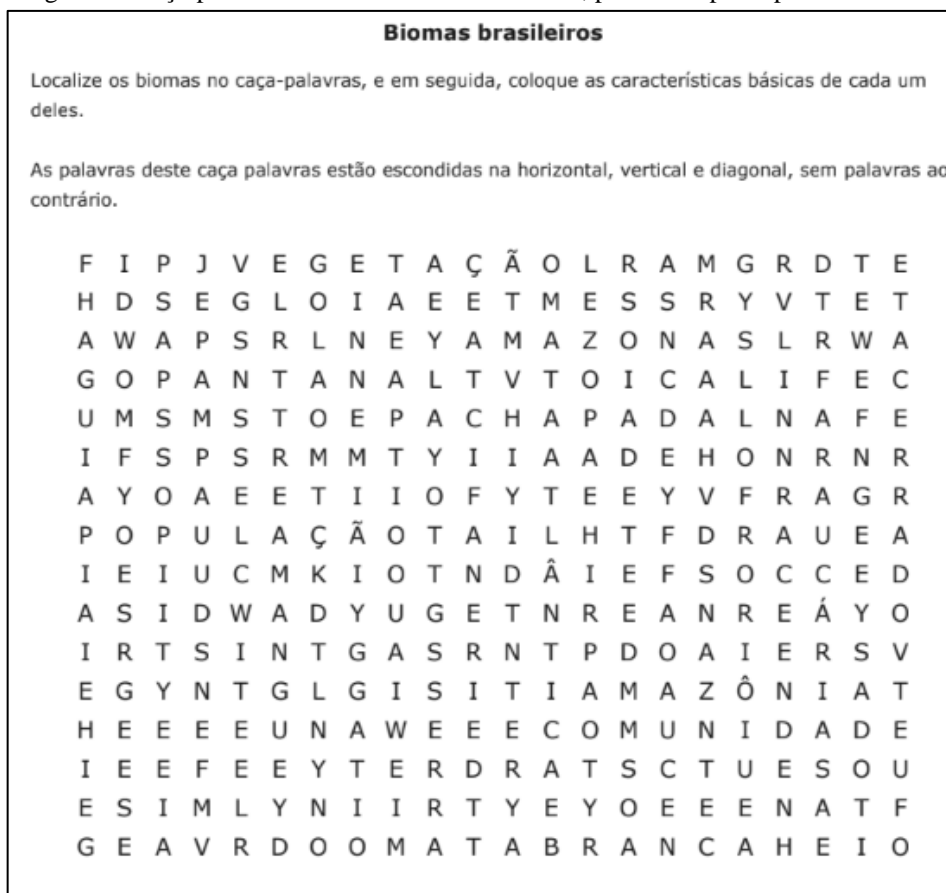 Biomas brasileiros
Localize os biomas no caça-palavras, e em seguida, coloque as características básicas de cada um
deles.
As palavras deste caça palavras estão escondidas na horizontal, vertical e diagonal, sem palavras ao
contrário.
F I P J V E G E T A Ç Ã O L R A M G R D T E
H D S E G L O I A E E T M E S S R Y V T E T
A W A P S R L N E Y A M A Z O N A S L R W A
G O P A N T A N A L T V T O I C A L I F E C
U M S M S T O E P A C H A P A D A L N A F E
I F S P S R M M T Y I I A A D E H O N R N R
A Y O A E E T I I O F Y T E E Y V F R A G R
P O P U L A Ç Ã O T A I L H T F D R A U E A
I E I U C M K I O T N D Â I E F S O C C E D
A S I D W A D Y U G E T N R E A N R E Á Y O
I R T S I N T G A S R N T P D O A I E R S V
E G Y N T G L G I S I T I A M A Z Ô N I A T
H E E E E U N A W E E E C O M U N I D A D E
I E E F E E Y T E R D R A T S C T U E S O U
E S I M L Y N I I R T Y E Y O E E E N A T F
G E A V R D O O M A T A B R A N C A H E I O